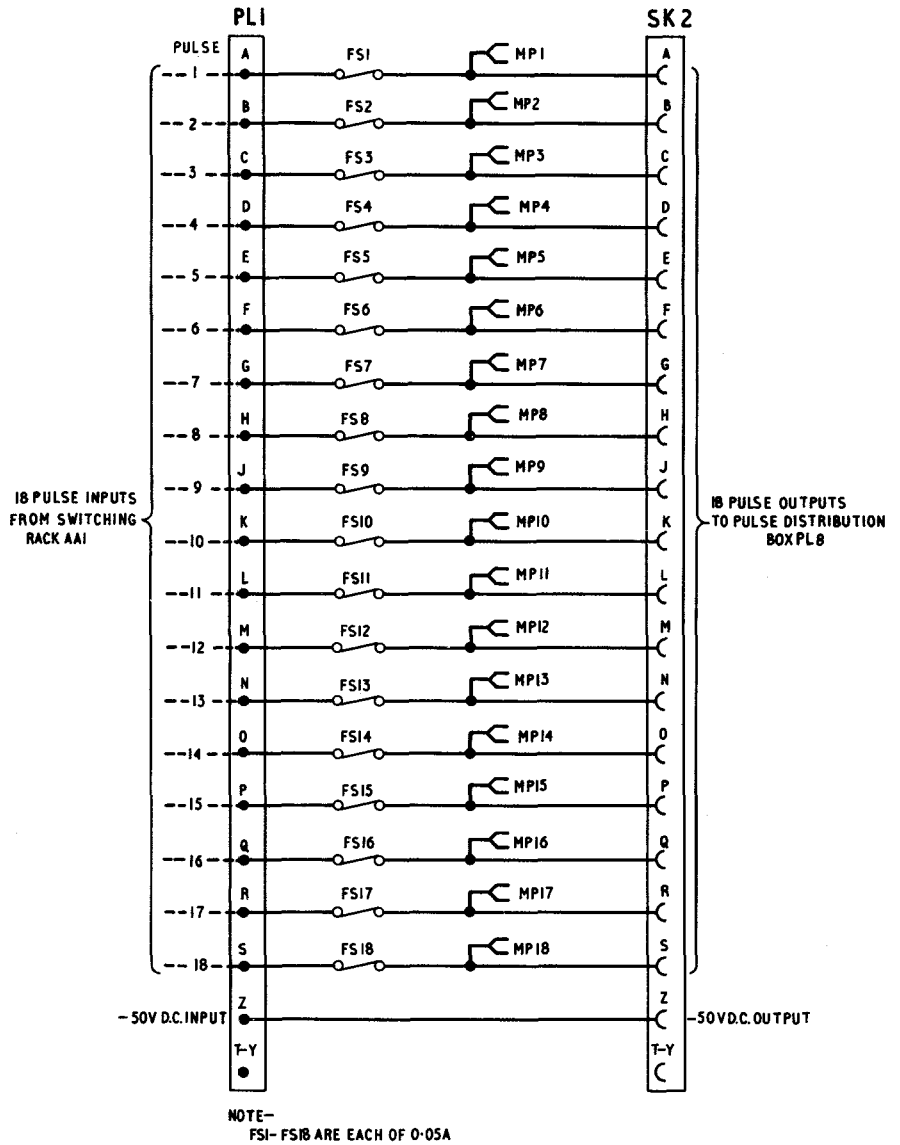 PL1 SK2
PULSE A FS1 MP1 A
1
B FS2 MP2 B
2
C FS3 MP3 C
3
D FS4 MP4 D
4
E FS5 MP5 E
5
F FS6 MP6 F
6
G FS7 MP7 G
7
H FS8 MP8 H
8
J FS9 MP9 J
9
18 PULSE INPUTS
FROM SWITCHING
RACK AA1
18 PULSE OUTPUTS
TO PULSE DISTRIBUTION
BOX PL8
K FS10 MP10 K
10
L FS11 MP11 L
11
M FS12 MP12 M
12
N FS13 MP13 N
13
O FS14 MP14 O
14
P FS15 MP15 P
15
Q FS16 MP16 Q
16
R FS17 MP17 R
17
S FS18 MP18 S
18
Z Z
-50V D.C. INPUT -50V D.C. OUTPUT
T-Y T-Y
NOTE-
FS1-FS18 ARE EACH OF 0·05A